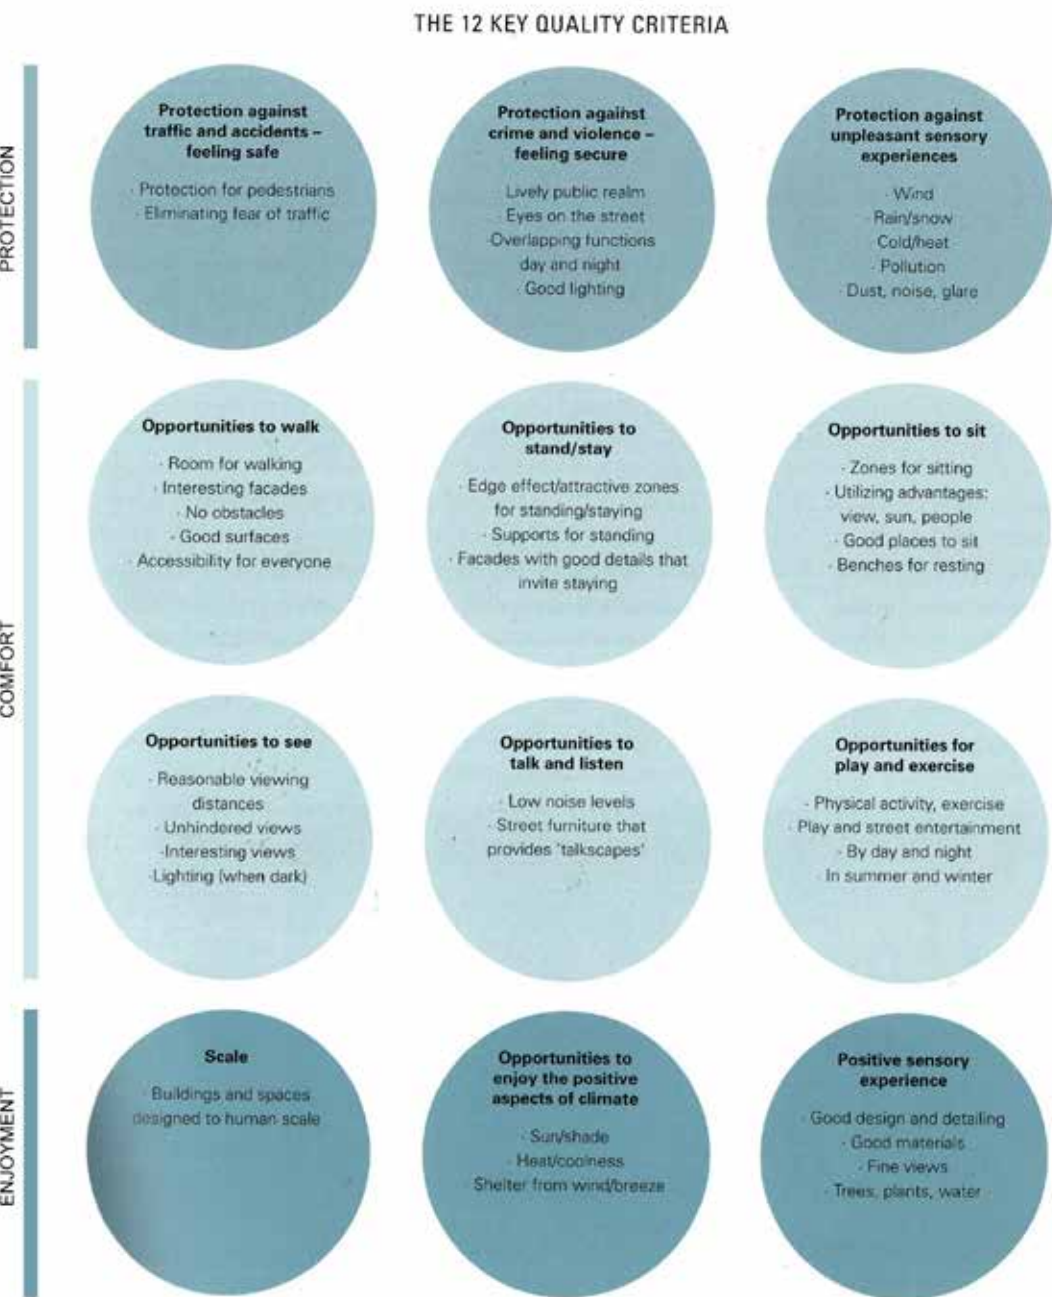 THE 12 KEY QUALITY CRITERIA
PROTECTION
Protection against
traffic and accidents –
feeling safe
· Protection for pedestrians
· Eliminating fear of traffic
Protection against
crime and violence –
feeling secure
· Lively public realm
· Eyes on the street
·Overlapping functions
day and night
· Good lighting
Protection against
unpleasant sensory
experiences
· Wind
· Rain/snow
· Cold/heat
· Pollution
· Dust, noise, glare
COMFORT
Opportunities to walk
· Room for walking
· Interesting facades
· No obstacles
· Good surfaces
· Accessibility for everyone
Opportunities to
stand/stay
· Edge effect/attractive zones
for standing/staying
· Supports for standing
· Facades with good details that
invite staying
Opportunities to sit
· Zones for sitting
· Utilizing advantages:
view, sun, people
· Good places to sit
· Benches for resting
Opportunities to see
· Reasonable viewing
distances
· Unhindered views
·Interesting views
·Lighting (when dark)
Opportunities to
talk and listen
· Low noise levels
· Street furniture that
provides 'talkscapes'
Opportunities for
play and exercise
· Physical activity, exercise
· Play and street entertainment
· By day and night
· In summer and winter
ENJOYMENT
Scale
· Buildings and spaces
designed to human scale
Opportunities to
enjoy the positive
aspects of climate
· Sun/shade
· Heat/coolness
· Shelter from wind/breeze
Positive sensory
experience
· Good design and detailing
· Good materials
· Fine views
· Trees, plants, water